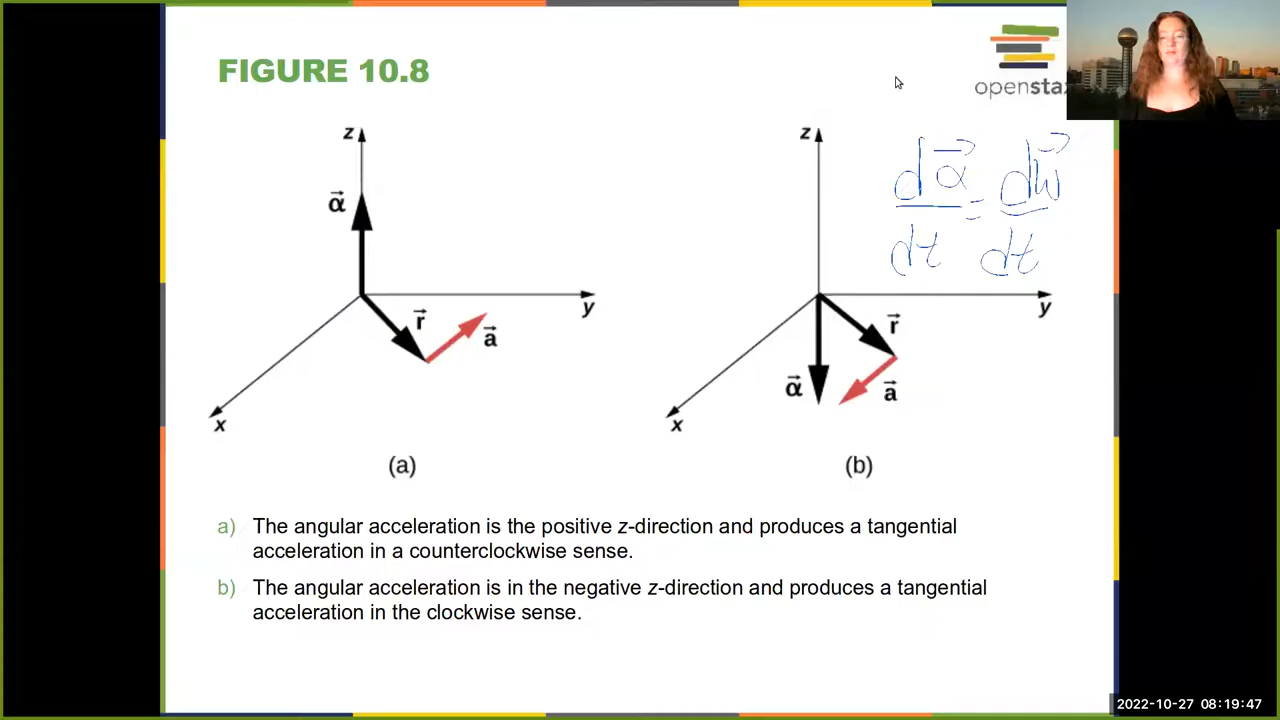 FIGURE 10.8
openstax
z
z
dα⃗/dt = dω⃗/dt
α⃗
r⃗
a⃗
y
x
r⃗
a⃗
α⃗
y
x
(a)
(b)
a) The angular acceleration is the positive z-direction and produces a tangential
acceleration in a counterclockwise sense.
b) The angular acceleration is in the negative z-direction and produces a tangential
acceleration in the clockwise sense.
2022-10-27 08:19:47